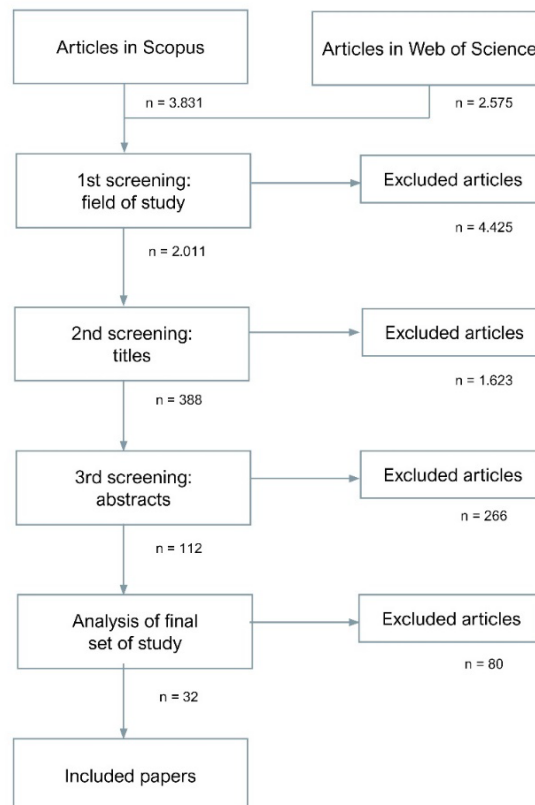 Articles in Scopus
Articles in Web of Science
n = 3.831
n = 2.575
1st screening:
field of study
Excluded articles
n = 4.425
n = 2.011
2nd screening:
titles
Excluded articles
n = 1.623
n = 388
3rd screening:
abstracts
Excluded articles
n = 266
n = 112
Analysis of final
set of study
Excluded articles
n = 80
n = 32
Included papers